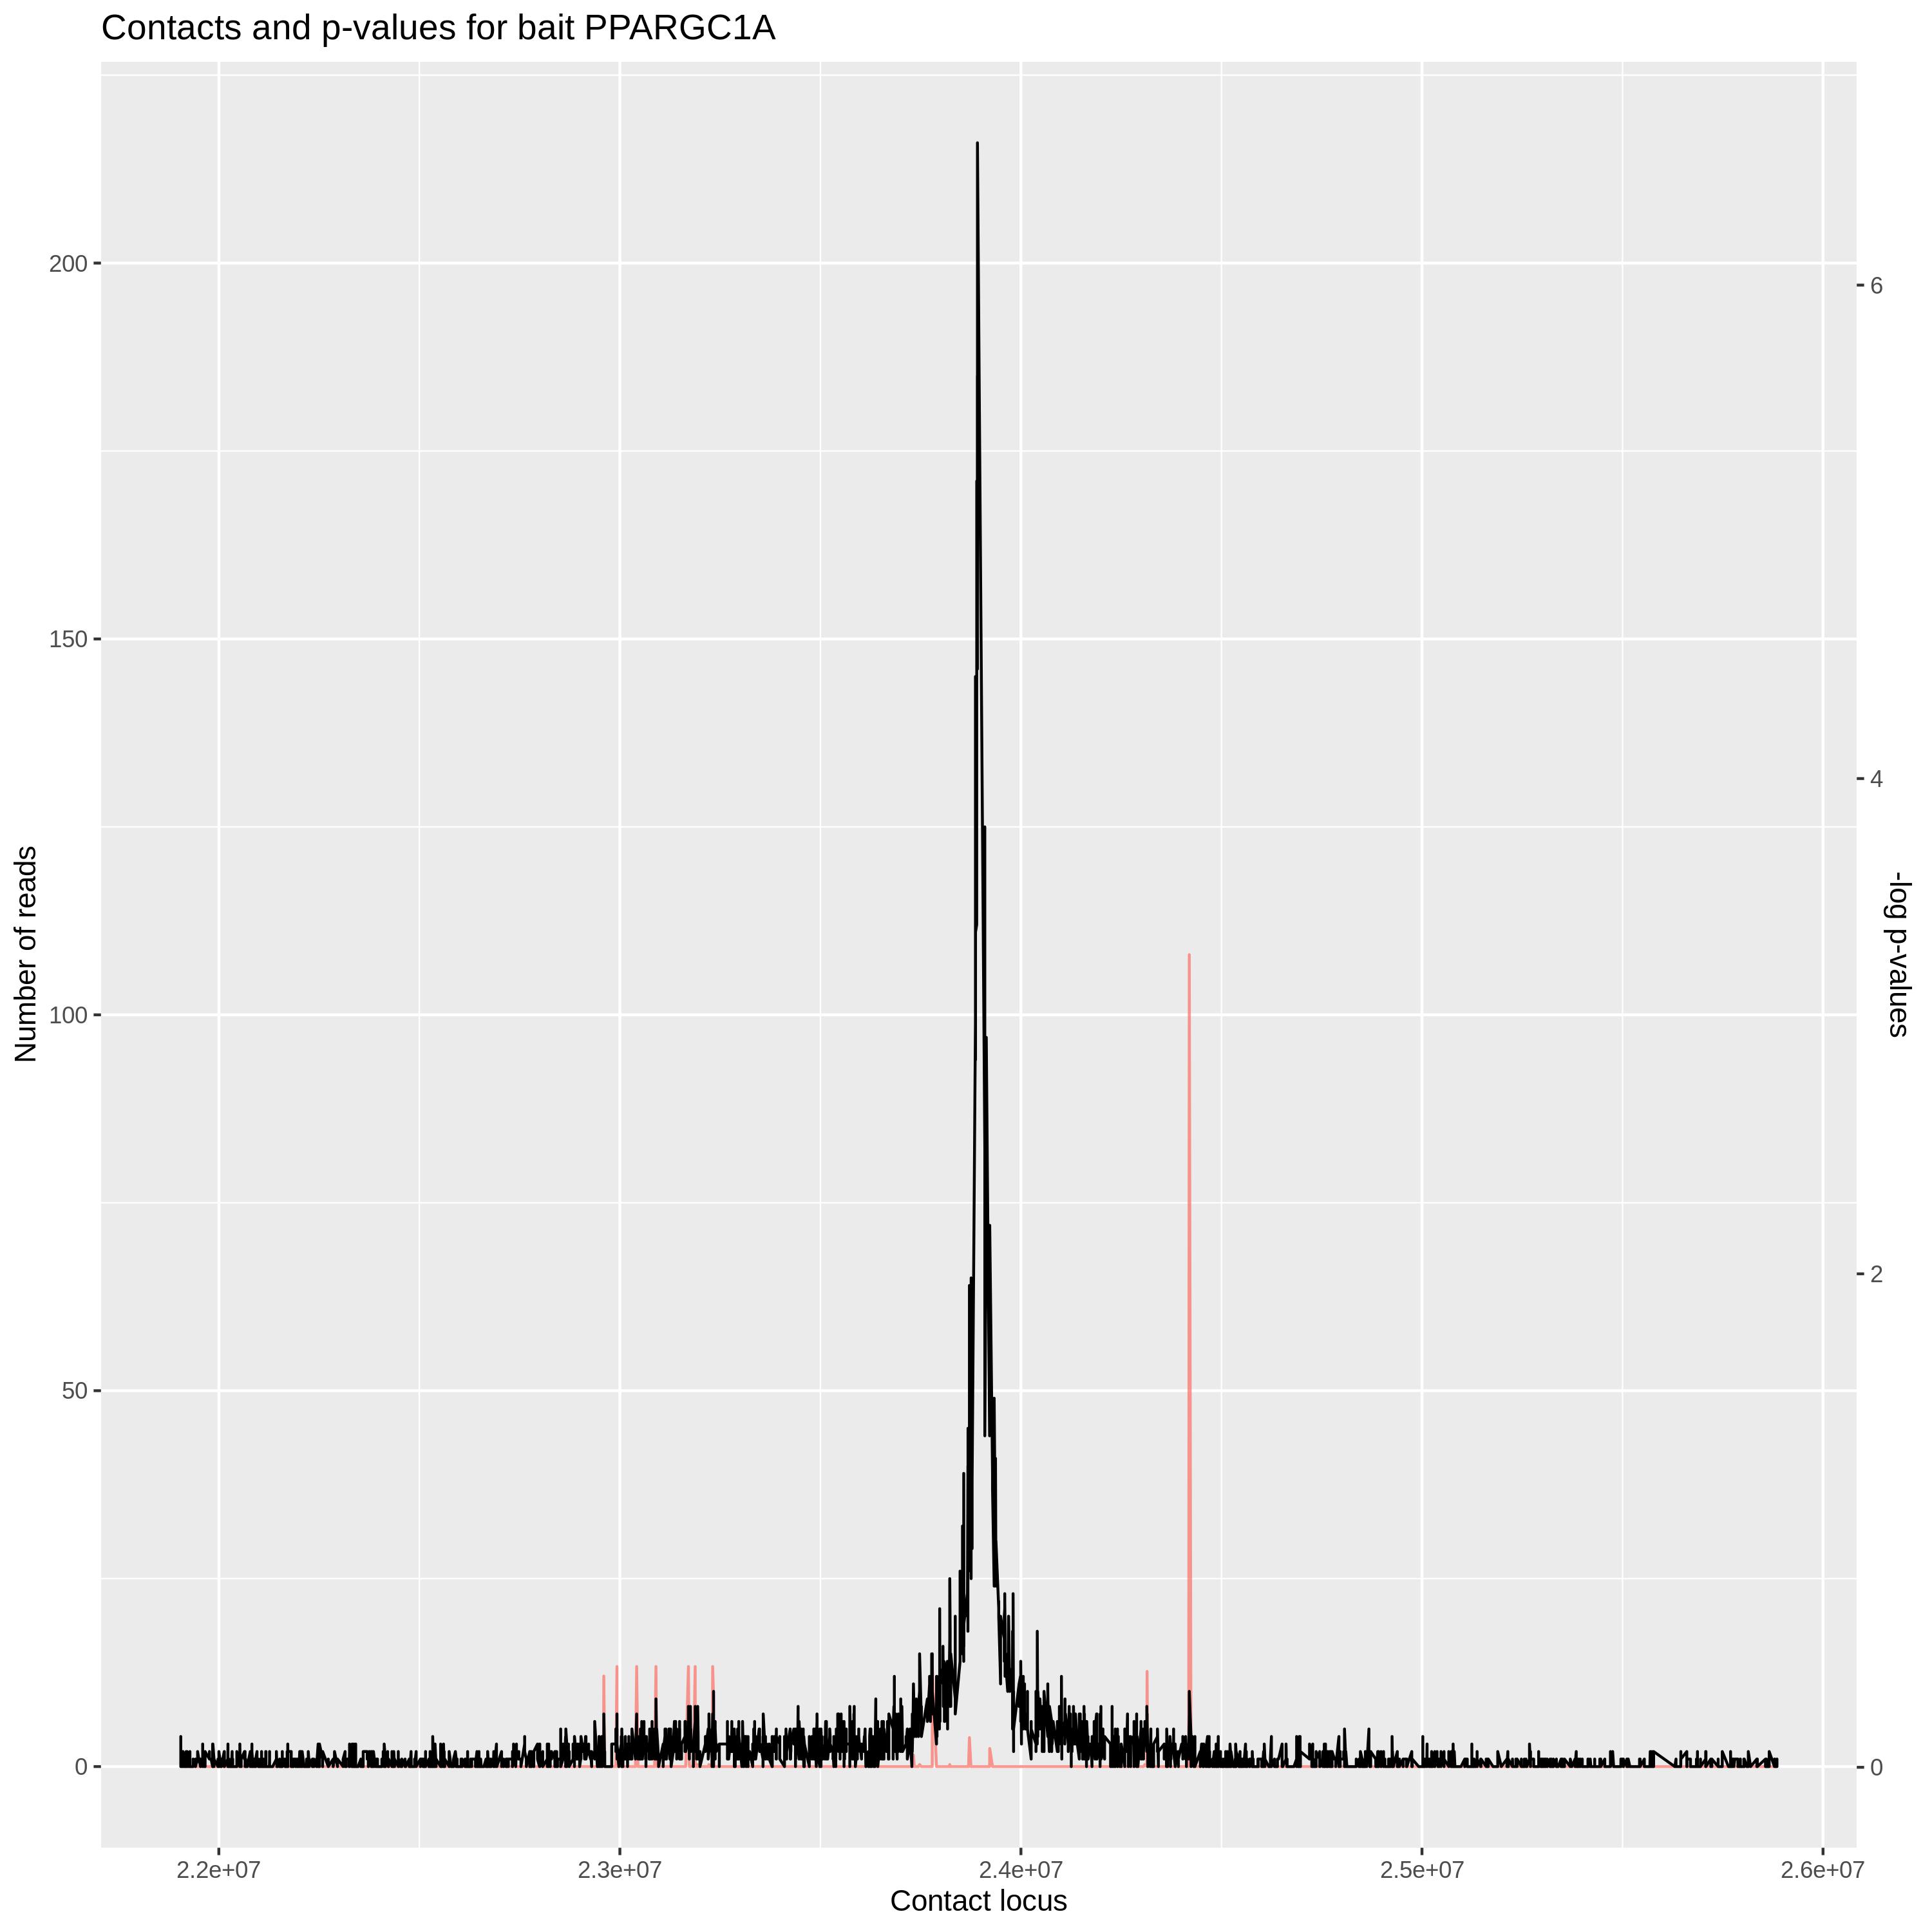 Contacts and p-values for bait PPARGC1A
Number of reads
200
150
100
50
0
6
4
2
0
-log p-values
2.2e+07
2.3e+07
2.4e+07
2.5e+07
2.6e+07
Contact locus